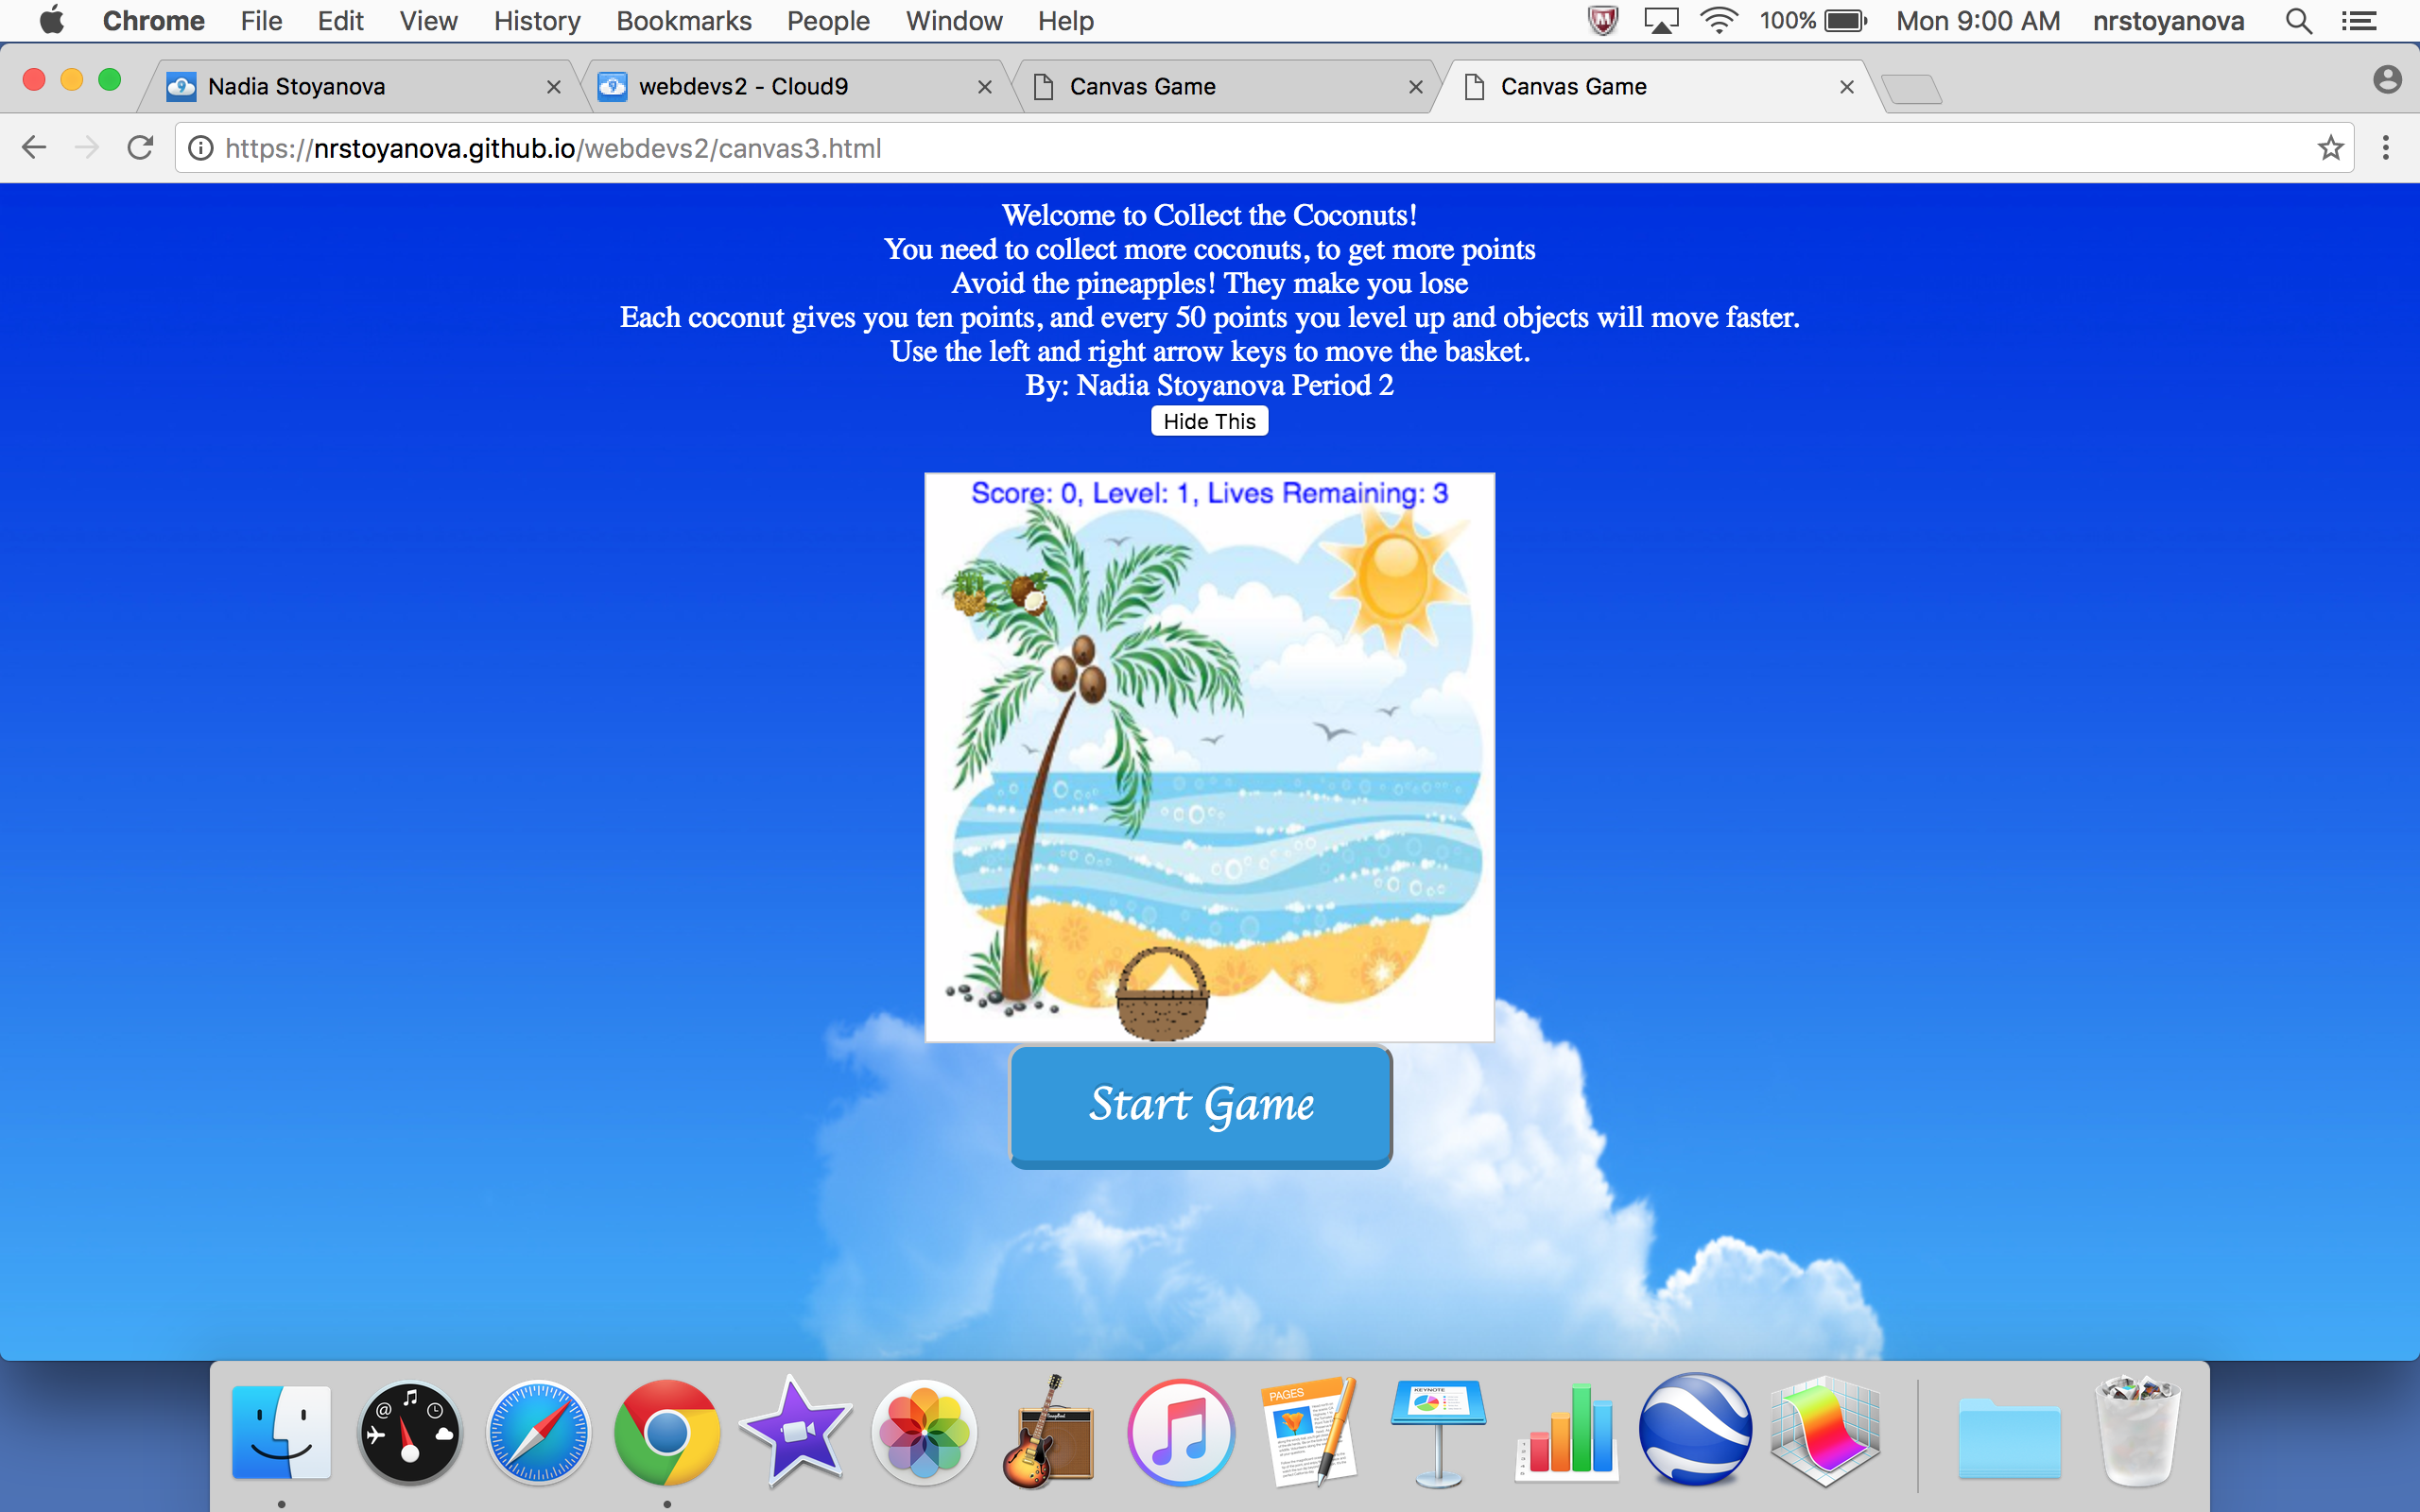 Chrome File Edit View History Bookmarks People Window Help 100% Mon 9:00 AM nrstoyanova
Nadia Stoyanova webdevs2 - Cloud9 Canvas Game Canvas Game
https://nrstoyanova.github.io/webdevs2/canvas3.html
Welcome to Collect the Coconuts!
You need to collect more coconuts, to get more points
Avoid the pineapples! They make you lose
Each coconut gives you ten points, and every 50 points you level up and objects will move faster.
Use the left and right arrow keys to move the basket.
By: Nadia Stoyanova Period 2
Hide This
Score: 0, Level: 1, Lives Remaining: 3
Start Game
PAGES
KEYNOTE